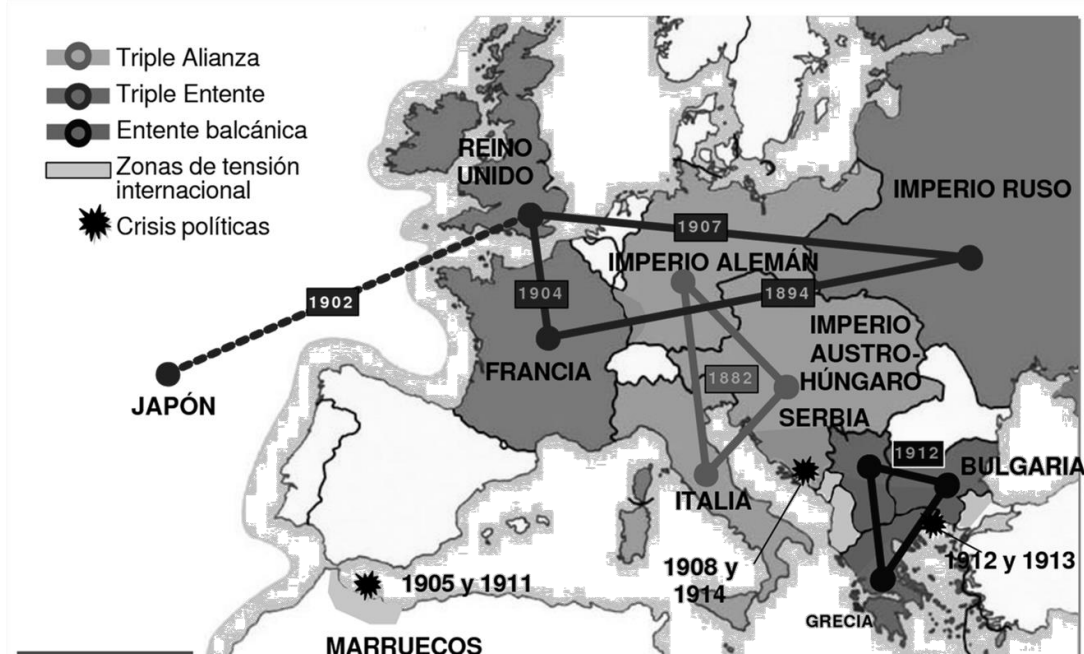 Triple Alianza
Triple Entente
Entente balcánica
Zonas de tensión
internacional
Crisis políticas
REINO
UNIDO
IMPERIO RUSO
1907
IMPERIO ALEMÁN
1902
1904
1894
IMPERIO
AUSTRO-
HÚNGARO
FRANCIA
1882
JAPÓN
SERBIA
1912
BULGARIA
ITALIA
1908 y
1914
1912 y 1913
1905 y 1911
GRECIA
MARRUECOS